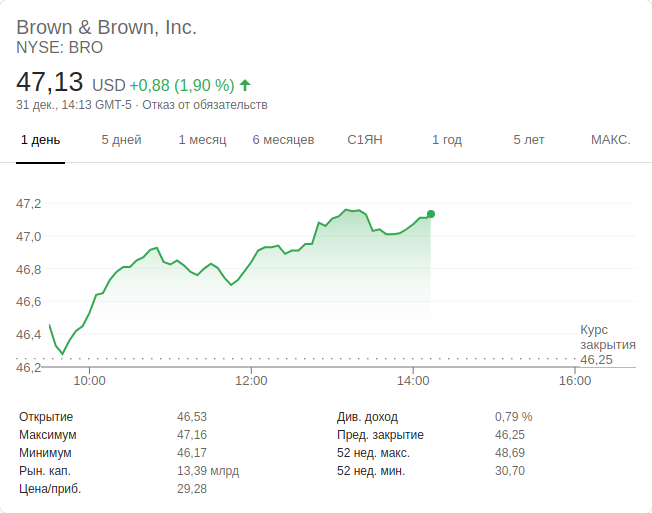 Brown & Brown, Inc.
NYSE: BRO
47,13 USD +0,88 (1,90 %)
31 дек., 14:13 GMT-5 · Отказ от обязательств
1 день 5 дней 1 месяц 6 месяцев С1ЯН 1 год 5 лет МАКС.
47,2
47,0
46,8
46,6
46,4
46,2
Курс
закрытия
46,25
10:00 12:00 14:00 16:00
Открытие 46,53 Див. доход 0,79 %
Максимум 47,16 Пред. закрытие 46,25
Минимум 46,17 52 нед. макс. 48,69
Рын. кап. 13,39 млрд 52 нед. мин. 30,70
Цена/приб. 29,28